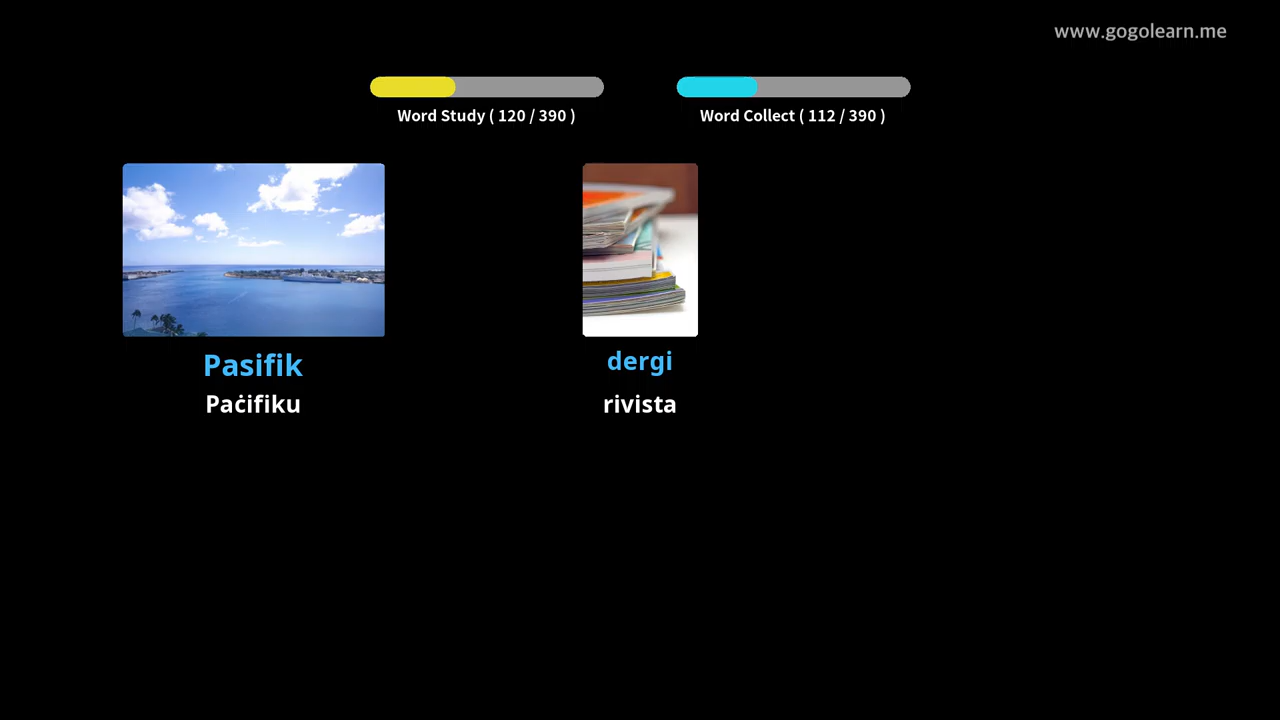 www.gogolearn.me
Word Study ( 120 / 390 )
Word Collect ( 112 / 390 )
Pasifik
Paċifiku
dergi
rivista